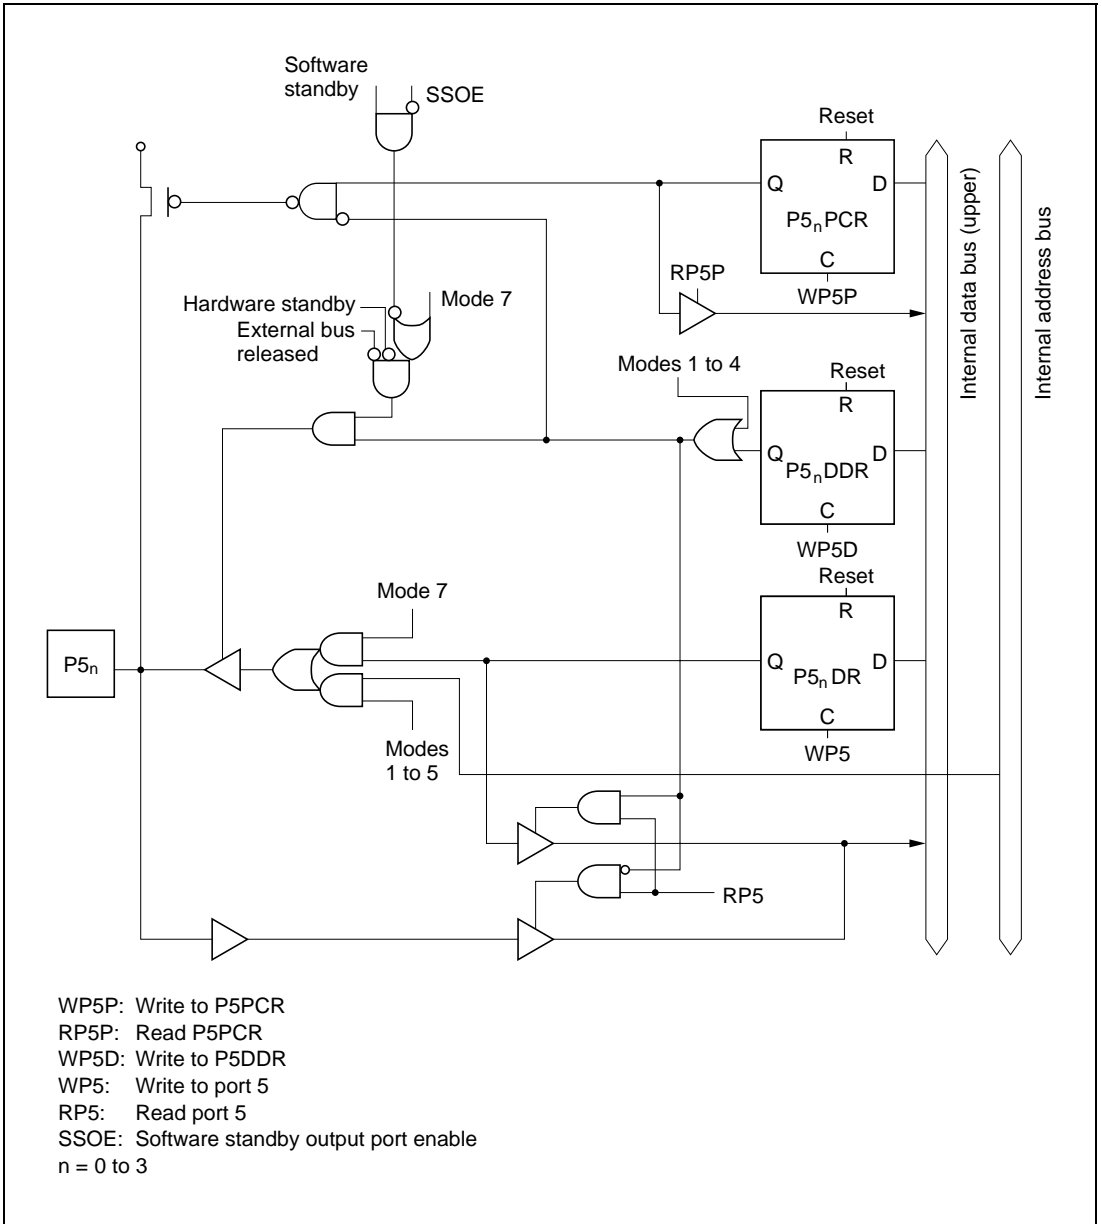 Software
standby
SSOE
Reset
R
Q D
P5nPCR
C
WP5P
RP5P
Hardware standby
Mode 7
External bus
released
Modes 1 to 4
Reset
R
Q D
P5nDDR
C
WP5D
Mode 7
Reset
R
Q D
P5n DR
C
WP5
P5n
Modes
1 to 5
RP5
Internal data bus (upper)
Internal address bus
WP5P: Write to P5PCR
RP5P: Read P5PCR
WP5D: Write to P5DDR
WP5: Write to port 5
RP5: Read port 5
SSOE: Software standby output port enable
n = 0 to 3